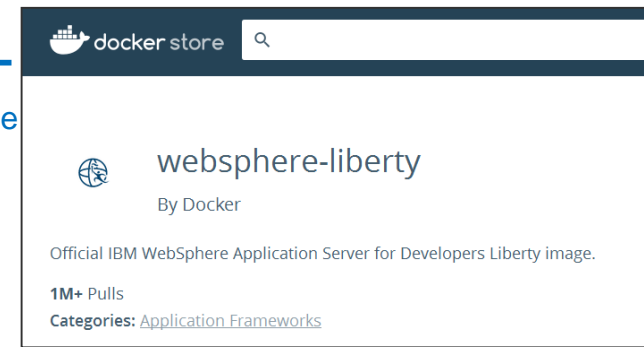 docker store
e
websphere-liberty
By Docker
Official IBM WebSphere Application Server for Developers Liberty image.
1M+ Pulls
Categories: Application Frameworks